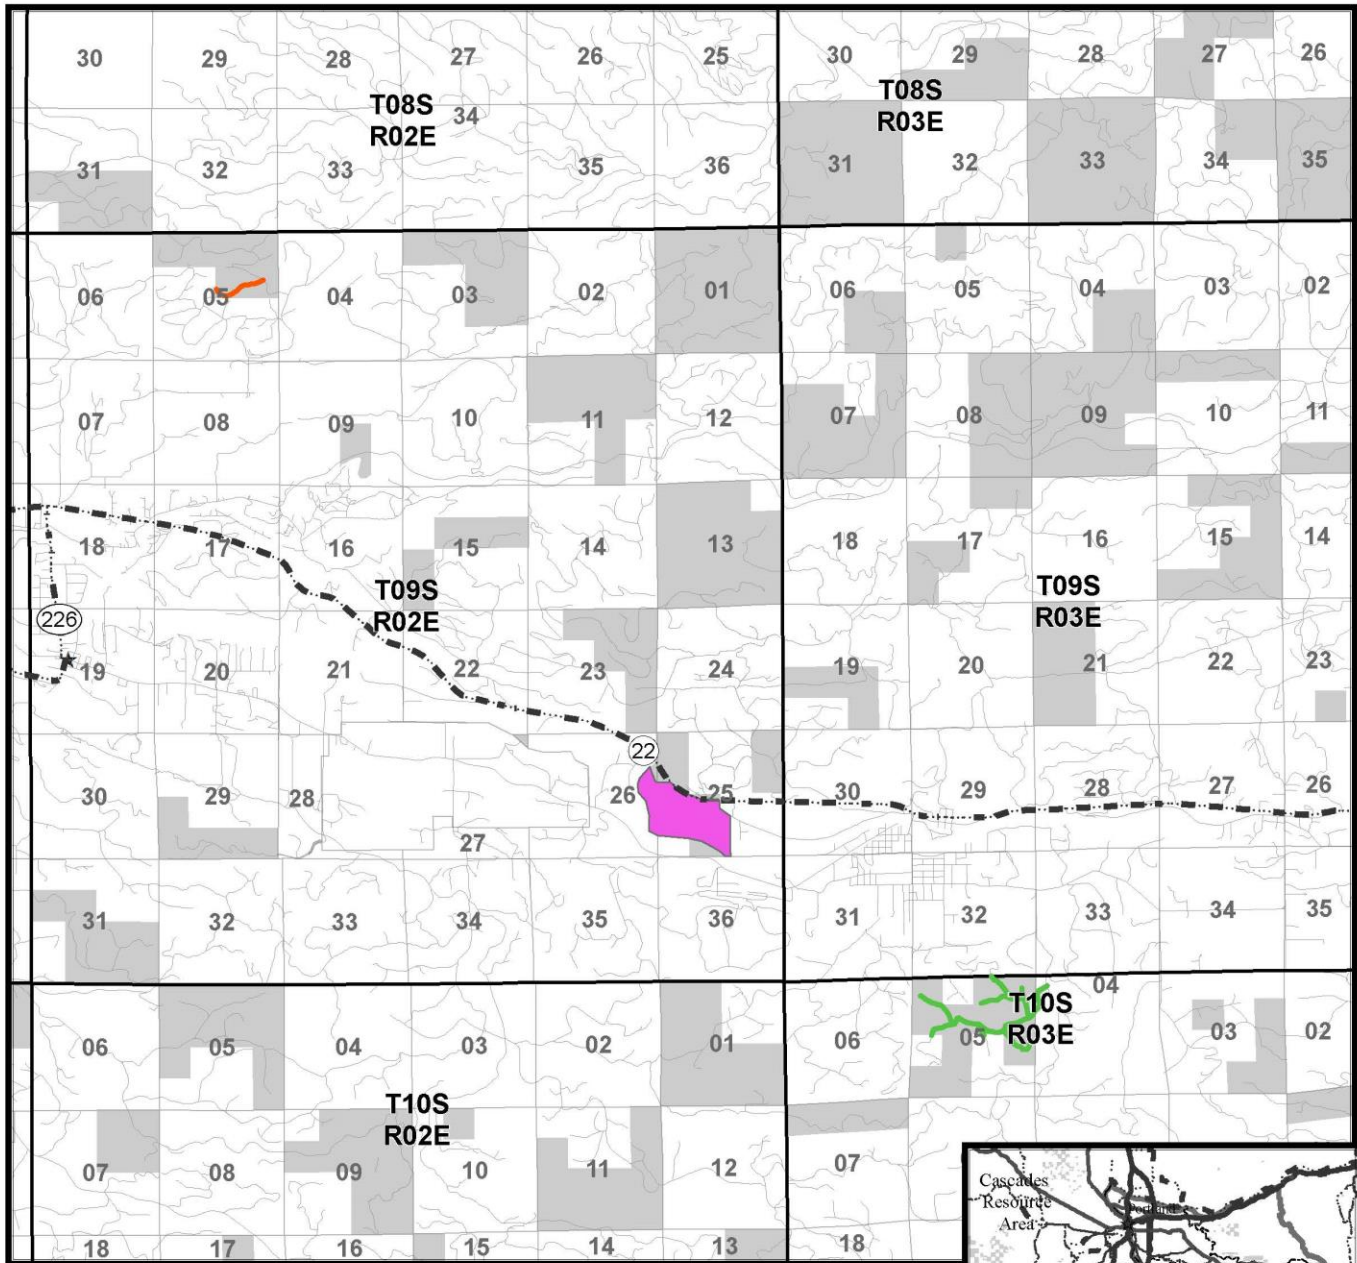 30 29 28 27 26 25 30 29 28 27 26
T08S
R02E
34
T08S
R03E
31 32 33 35 36 31 32 33 34 35
06 05 04 03 02 01 06 05 04 03 02
07 08 09 10 11 12 07 08 09 10 11
18 17 16 15 14 13 18 17 16 15 14
T09S
R02E
T09S
R03E
226
19 20 21 22 23 24 19 20 21 22 23
22
30 29 28 26 25 30 29 28 27 26
27
31 32 33 34 35 36 31 32 33 34 35
04
T10S
R03E
06 05 04 03 02 01 06 05 03 02
T10S
R02E
07 08 09 10 11 12 07
18 17 16 15 14 13 18
Cascades
Resource
Area
Portland